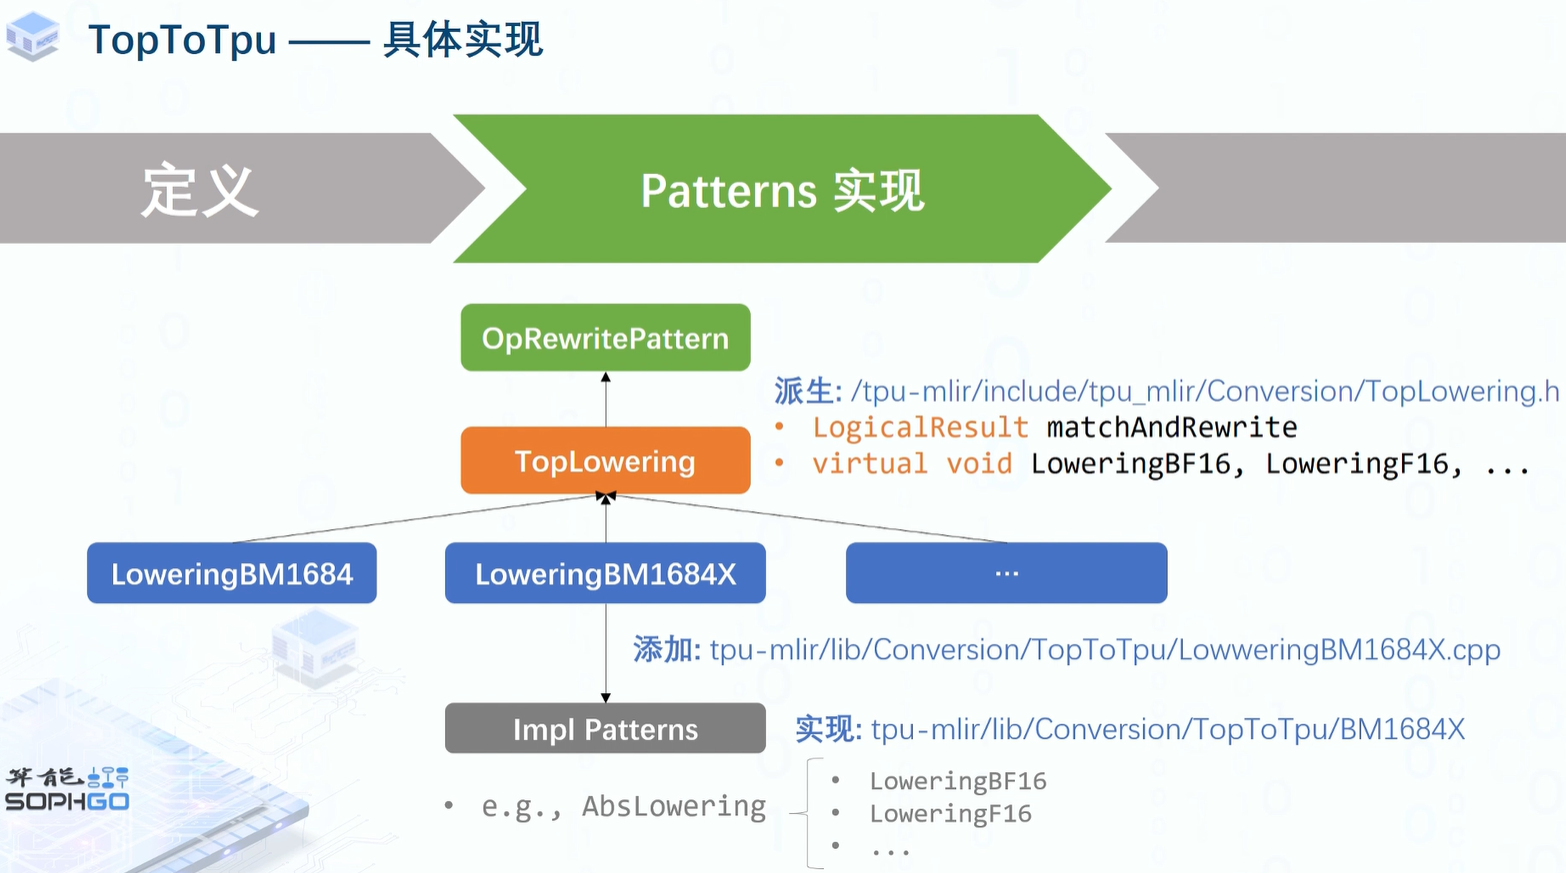 TopToTpu —— 具体实现
定义
Patterns 实现
OpRewritePattern
派生: /tpu-mlir/include/tpu_mlir/Conversion/TopLowering.h
• LogicalResult matchAndRewrite
TopLowering
• virtual void LoweringBF16, LoweringF16, ...
LoweringBM1684
LoweringBM1684X
...
添加: tpu-mlir/lib/Conversion/TopToTpu/LowweringBM1684X.cpp
Impl Patterns
实现: tpu-mlir/lib/Conversion/TopToTpu/BM1684X
• e.g., AbsLowering
• LoweringBF16
• LoweringF16
• ...
算能
SOPHGO